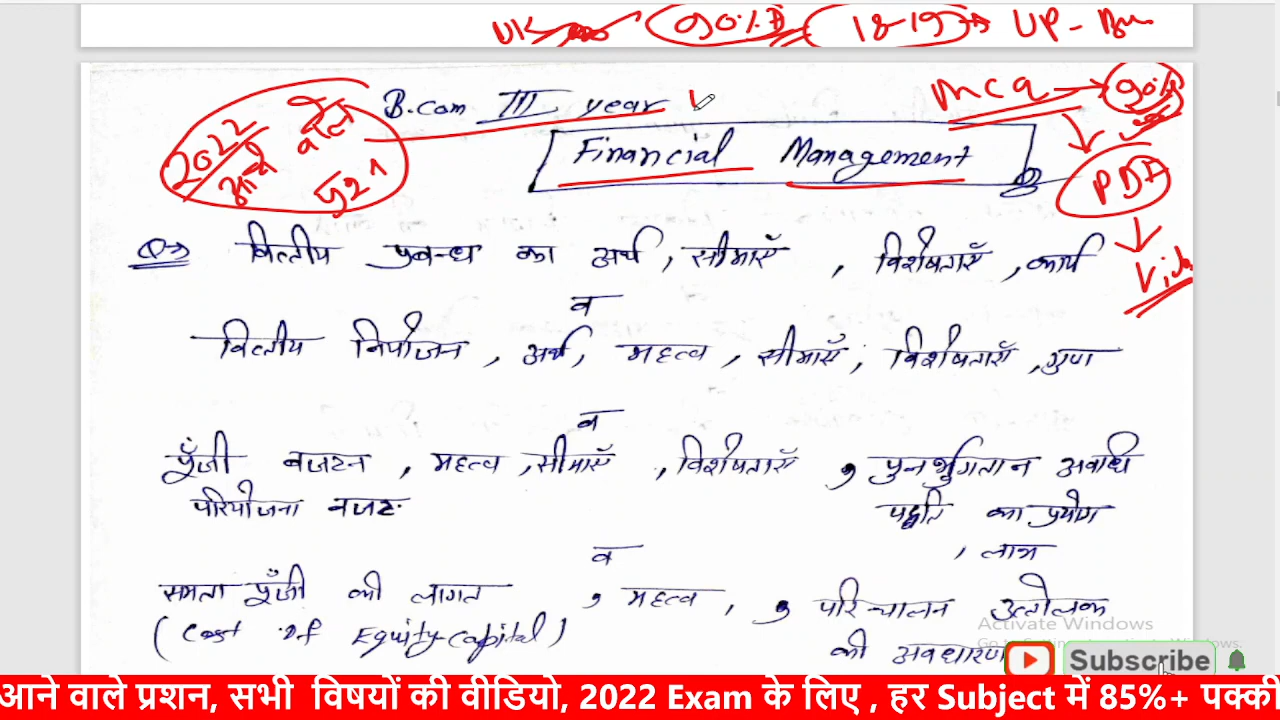 UK 90% 18-19 → UP -
B.com III year
MCQ → 90%
2022 आने वाले प्रश्न
Financial Management
PDF
Q→ वित्तीय प्रबन्ध का अर्थ, सीमाएँ, विशेषताएँ, कार्य
व
वित्तीय नियोजन, अर्थ, महत्व, सीमाएँ, विशेषताएँ, गुण
व
पूँजी बजटन, महत्व, सीमाएँ, विशेषताएँ, पुनर्भुगतान अवधि
परियोजना बजट पद्धति का प्रयोग
, लाभ
व
समता पूँजी की लागत, महत्व, परिचालन उत्तोलक
(Cost of Equity capital) की अवधारणा
Activate Windows
Subscribe
आने वाले प्रशन, सभी विषयों की वीडियो, 2022 Exam के लिए , हर Subject में 85%+ पक्की